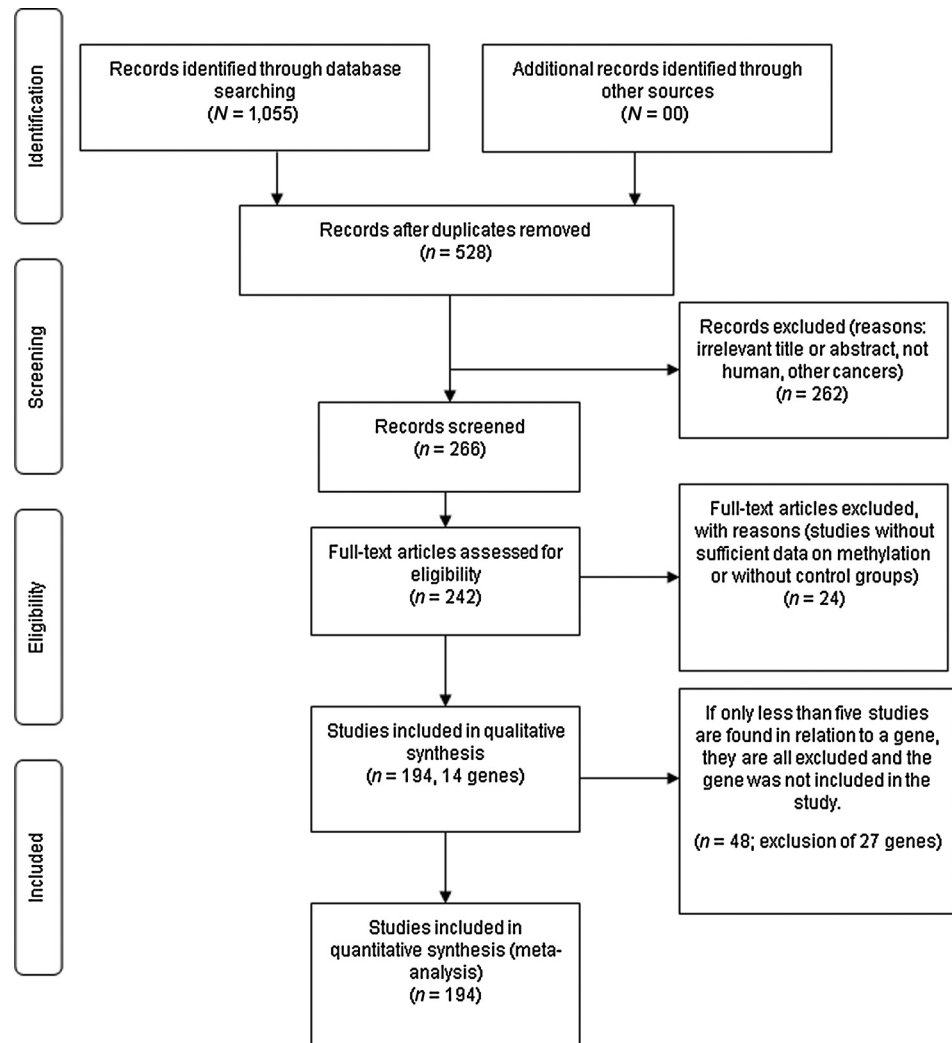 Identification
Records identified through database
searching
(N = 1,055)
Additional records identified through
other sources
(N = 00)
Records after duplicates removed
(n = 528)
Screening
Records excluded (reasons:
irrelevant title or abstract, not
human, other cancers)
(n = 262)
Records screened
(n = 266)
Eligibility
Full-text articles assessed for
eligibility
(n = 242)
Full-text articles excluded,
with reasons (studies without
sufficient data on methylation
or without control groups)
(n = 24)
Included
Studies included in qualitative
synthesis
(n = 194, 14 genes)
If only less than five studies
are found in relation to a gene,
they are all excluded and the
gene was not included in the
study.
(n = 48; exclusion of 27 genes)
Studies included in
quantitative synthesis (meta-
analysis)
(n = 194)